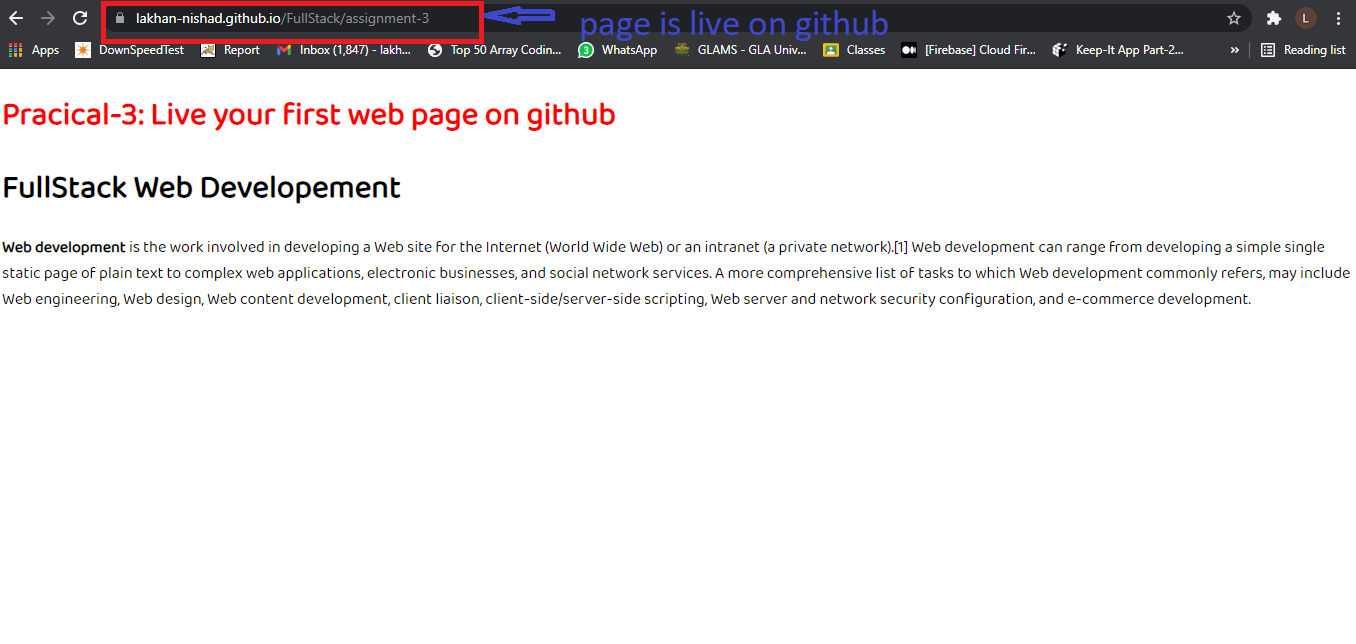 lakhan-nishad.github.io/FullStack/assignment-3
page is live on github
L
Apps DownSpeedTest Report Inbox (1,847) - lakh... Top 50 Array Codin... 3 WhatsApp GLAMS - GLA Univ... Classes [Firebase] Cloud Fir... Keep-It App Part-2... » Reading list
Pracical-3: Live your first web page on github
FullStack Web Developement
Web development is the work involved in developing a Web site for the Internet (World Wide Web) or an intranet (a private network).[1] Web development can range from developing a simple single
static page of plain text to complex web applications, electronic businesses, and social network services. A more comprehensive list of tasks to which Web development commonly refers, may include
Web engineering, Web design, Web content development, client liaison, client-side/server-side scripting, Web server and network security configuration, and e-commerce development.